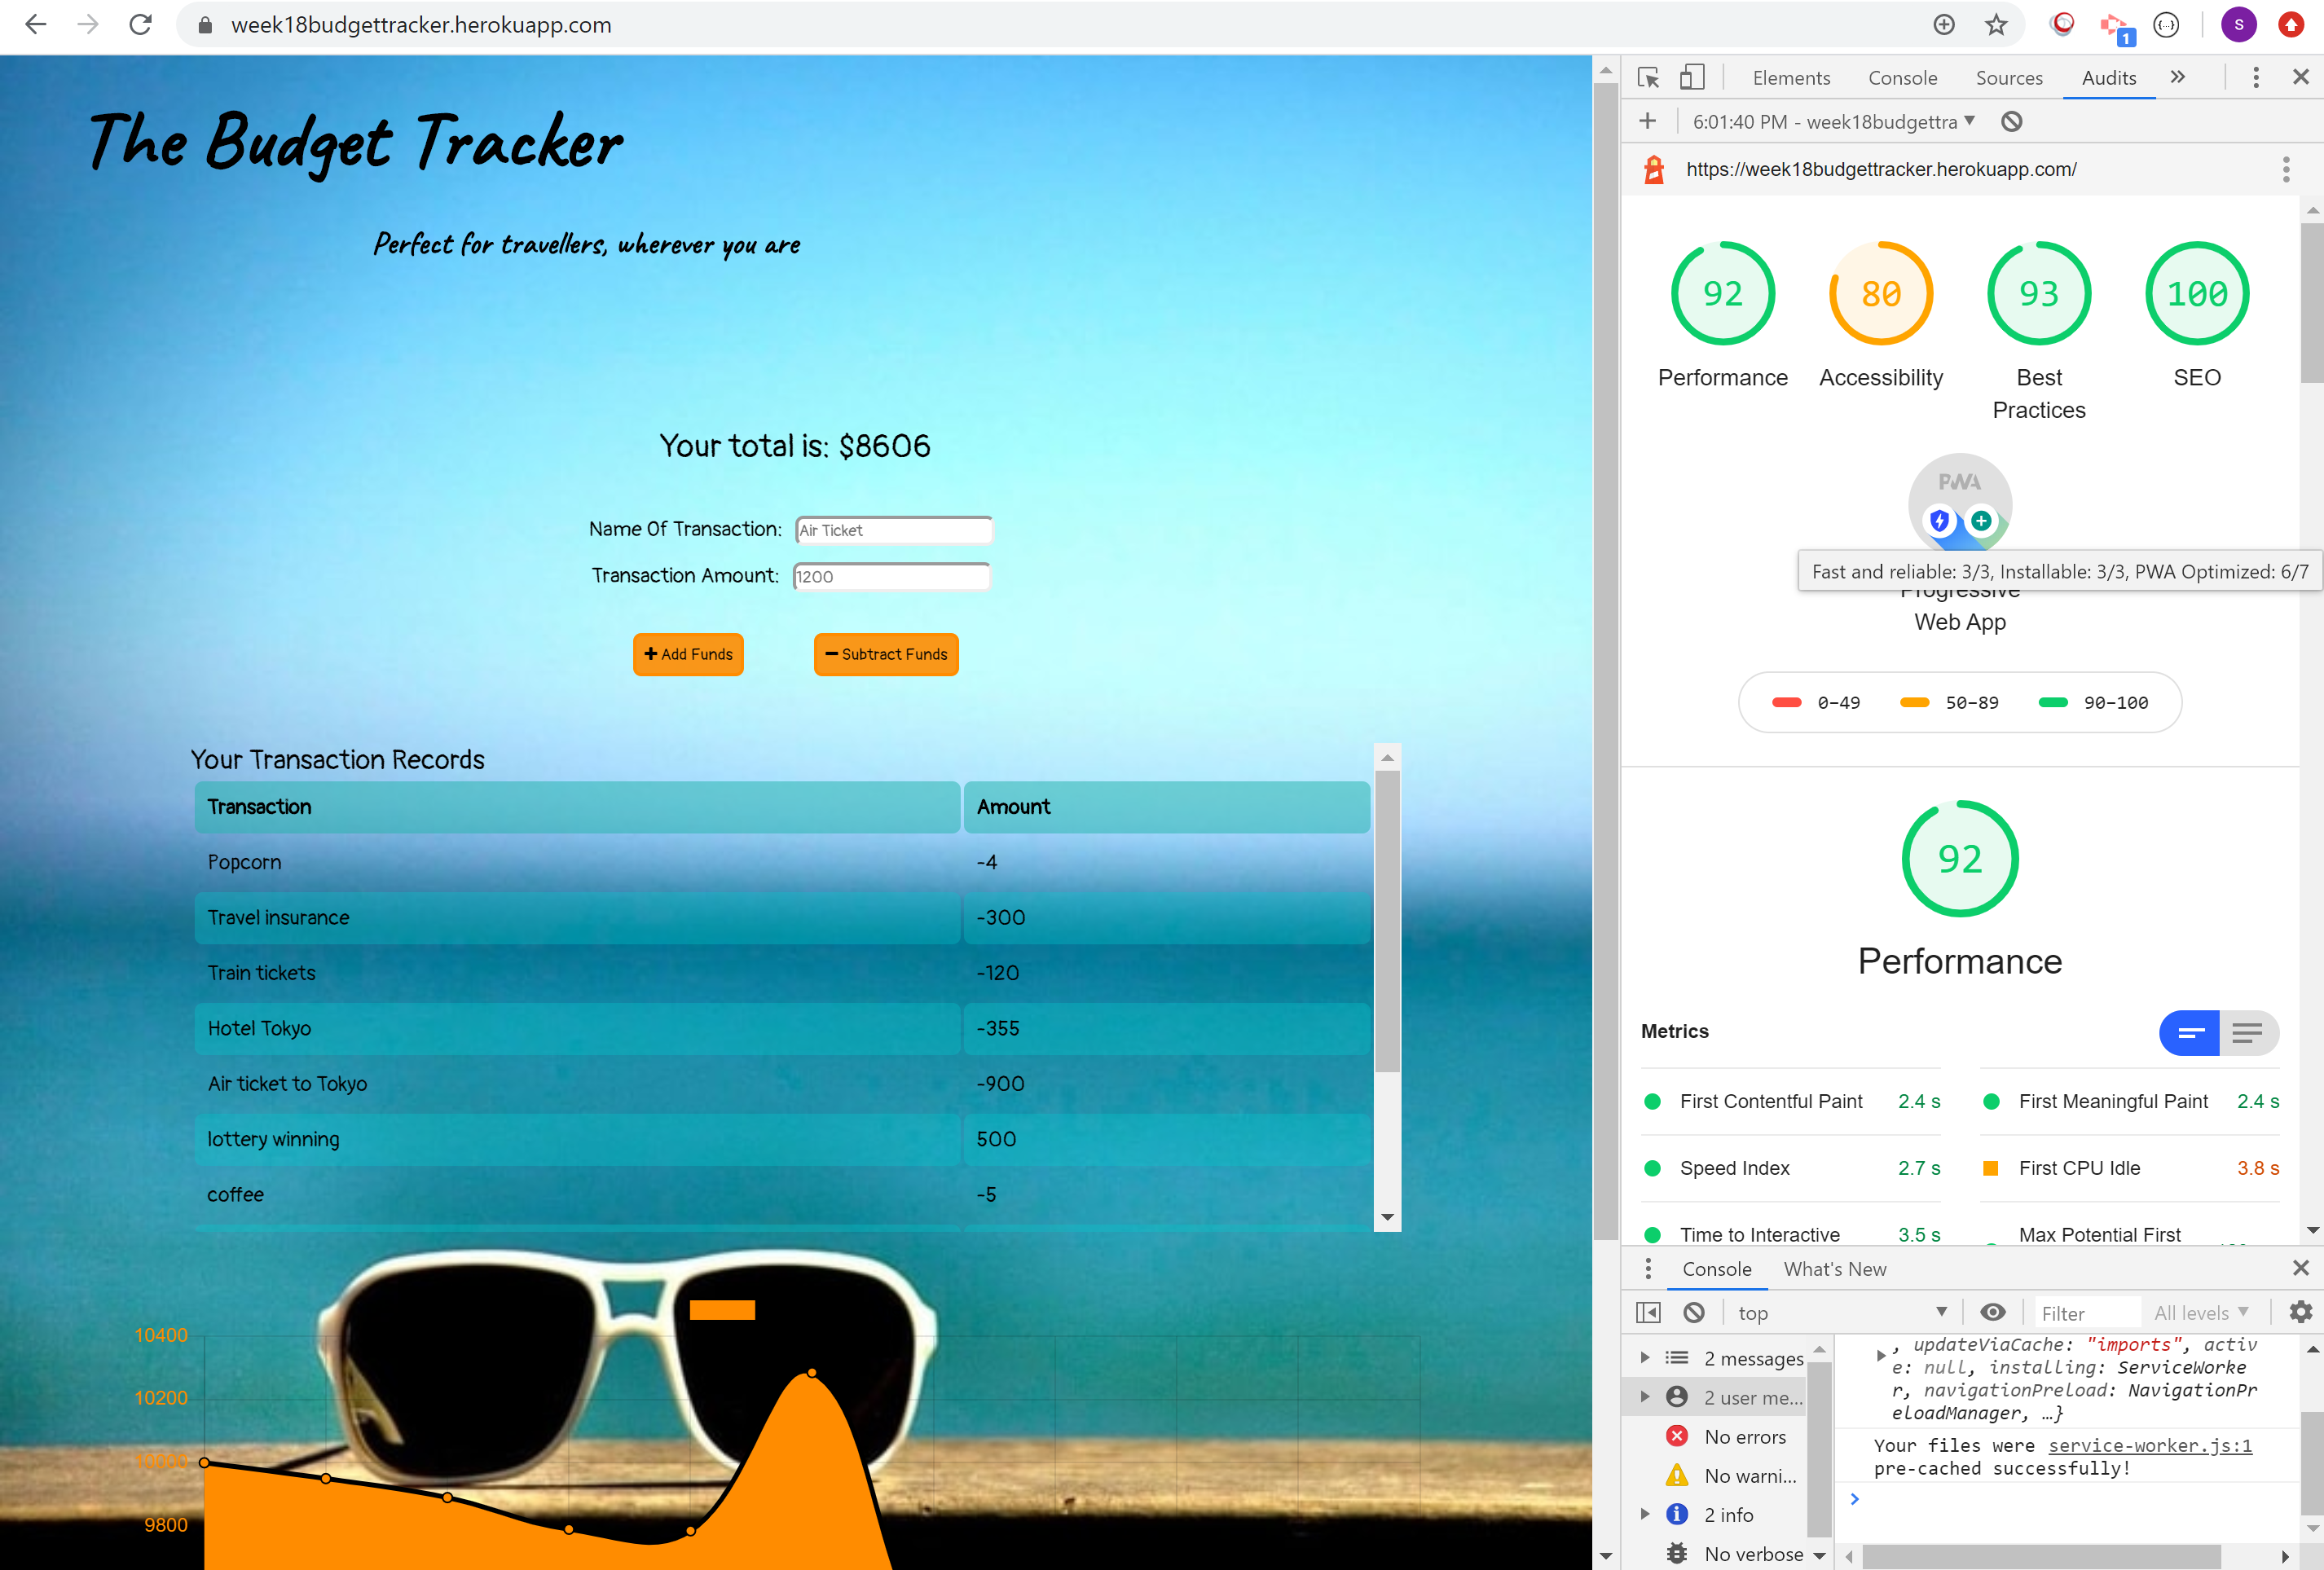 week18budgettracker.herokuapp.com
1
S
The Budget Tracker
Perfect for travellers, wherever you are
Your total is: $8606
Name Of Transaction: Air Ticket
Transaction Amount: 1200
Add Funds Subtract Funds
Your Transaction Records
Transaction Amount
Popcorn -4
Travel insurance -300
Train tickets -120
Hotel Tokyo -355
Air ticket to Tokyo -900
lottery winning 500
coffee -5
10400
10200
10000
9800
Elements Console Sources Audits »
6:01:40 PM - week18budgettra
https://week18budgettracker.herokuapp.com/
92 80 93 100
Performance Accessibility Best Practices SEO
PWA
Fast and reliable: 3/3, Installable: 3/3, PWA Optimized: 6/7
Progressive
Web App
0–49 50–89 90–100
92
Performance
Metrics
First Contentful Paint 2.4 s First Meaningful Paint 2.4 s
Speed Index 2.7 s First CPU Idle 3.8 s
Time to Interactive 3.5 s Max Potential First
Console What's New
top Filter All levels
2 messages
2 user me...
No errors
No warni...
2 info
No verbose
, updateViaCache: "imports", activ
e: null, installing: ServiceWorke
r, navigationPreload: NavigationPr
eloadManager, …}
Your files were service-worker.js:1
pre-cached successfully!